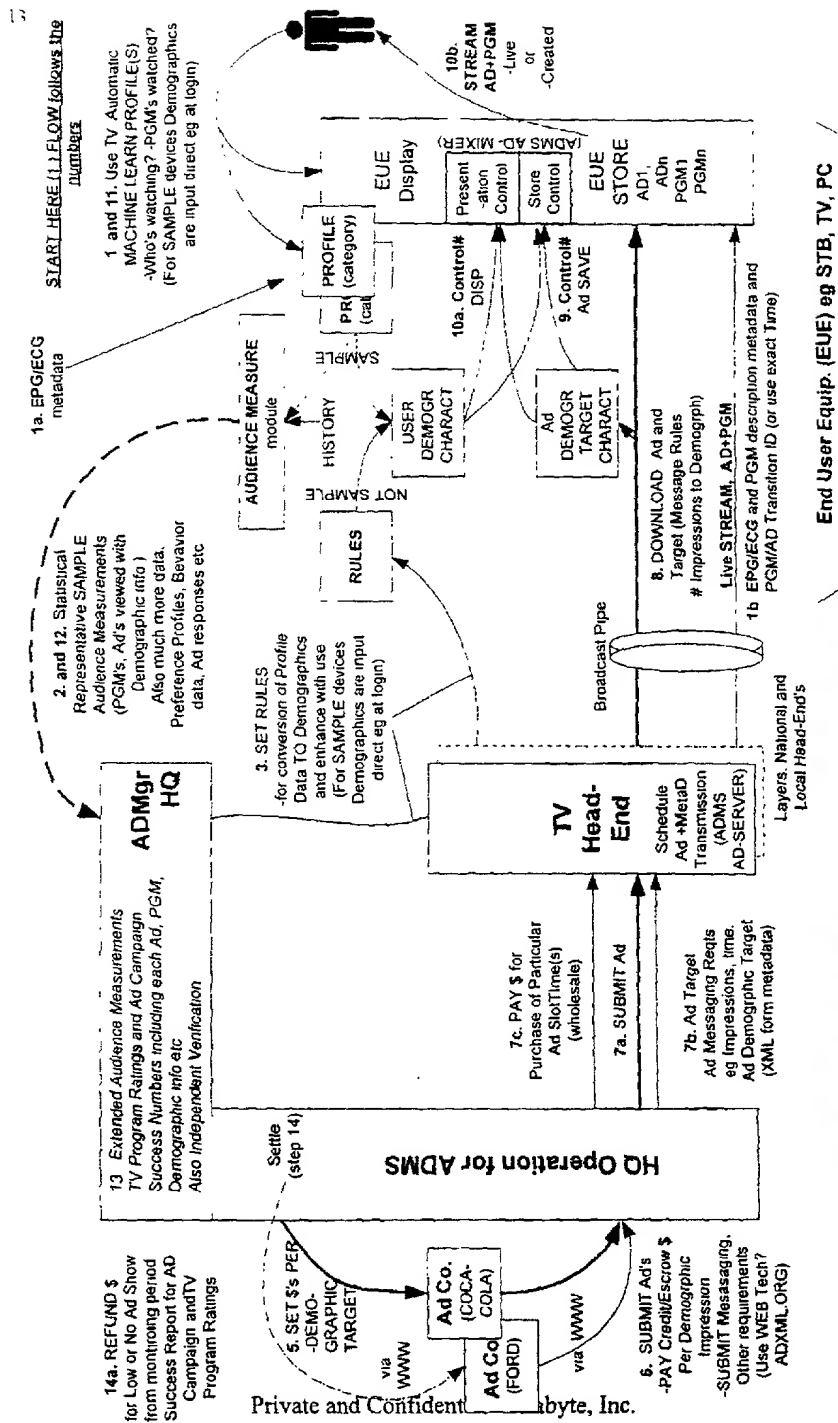 13
START HERE (1.) FLOW follows the
numbers
1 and 11. Use TV Automatic
MACHINE LEARN PROFILE(S)
-Who's watching? -PGM's watched?
(For SAMPLE devices Demographics
are input direct eg at login)
1a. EPG/ECG
metadata
10b.
STREAM
AD+PGM
-Live
or
-Created
EUE
Display
(ADMS AD- MIXER)
Present
-ation
Control
Store
Control
EUE
STORE
AD1,
ADn
PGM1
PGMn
PROFILE
(category)
PR
(cat
SAMPLE
AUDIENCE MEASURE
module
HISTORY
NOT SAMPLE
USER
DEMOGR
CHARACT
RULES
10a. Control#
DISP
9. Control#
Ad SAVE
Ad
DEMOGR
TARGET
CHARACT
8. DOWNLOAD Ad and
Target (Message Rules
# Impressions to Demogrph)
Live STREAM, AD+PGM
1b EPG/ECG and PGM description metadata and
PGM/AD Transition ID (or use exact Time)
End User Equip. (EUE) eg STB, TV, PC
Broadcast Pipe
2. and 12. Statistical
Representative SAMPLE
Audience Measurements
(PGM's, Ad's viewed with
Demographic info )
Also much more data,
Preference Profiles, Bevavior
data, Ad responses etc
3. SET RULES
-for conversion of Profile
Data TO Demographics
and enhance with use
(For SAMPLE devices
Demographics are input
direct eg at login)
TV
Head-
End
Schedule
Ad +MetaD
Transmission
(ADMS
AD-SERVER)
Layers, National and
Local Head-End's
ADMgr
HQ
13 Extended Audience Measurements
TV Program Ratings and Ad Campaign
Success Numbers including each Ad, PGM,
Demographic info etc
Also Independent Verification
7c. PAY $ for
Purchase of Particular
Ad SlotTime(s)
(wholesale)
7a. SUBMIT Ad
7b. Ad Target
Ad Messaging Reqts
eg Impressions, time.
Ad Demogrphic Target
(XML form metadata)
HQ Operation for ADMS
Settle
(step 14)
14a. REFUND $
for Low or No Ad Show
from montiroing period
Success Report for AD
Campaign andTV
Program Ratings
5. SET $'s PER
-DEMO-
GRAPHIC
TARGET
via
WWW
Ad Co.
(COCA-
COLA)
Ad Co
(FORD)
via WWW
6. SUBMIT Ad's
-PAY Credit/Escrow $
Per Demogrphic
Impression
-SUBMIT Mesasaging,
Other requirements
(Use WEB Tech?
ADXML.ORG)
Private and Confident abyte, Inc.